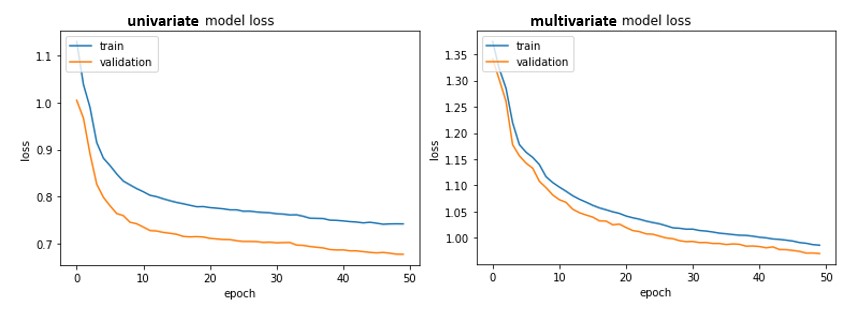 univariate model loss
train
validation
1.1
1.0
0.9
0.8
0.7
loss
0
10
20
30
40
50
epoch
multivariate model loss
train
validation
1.35
1.30
1.25
1.20
1.15
1.10
1.05
1.00
loss
0
10
20
30
40
50
epoch